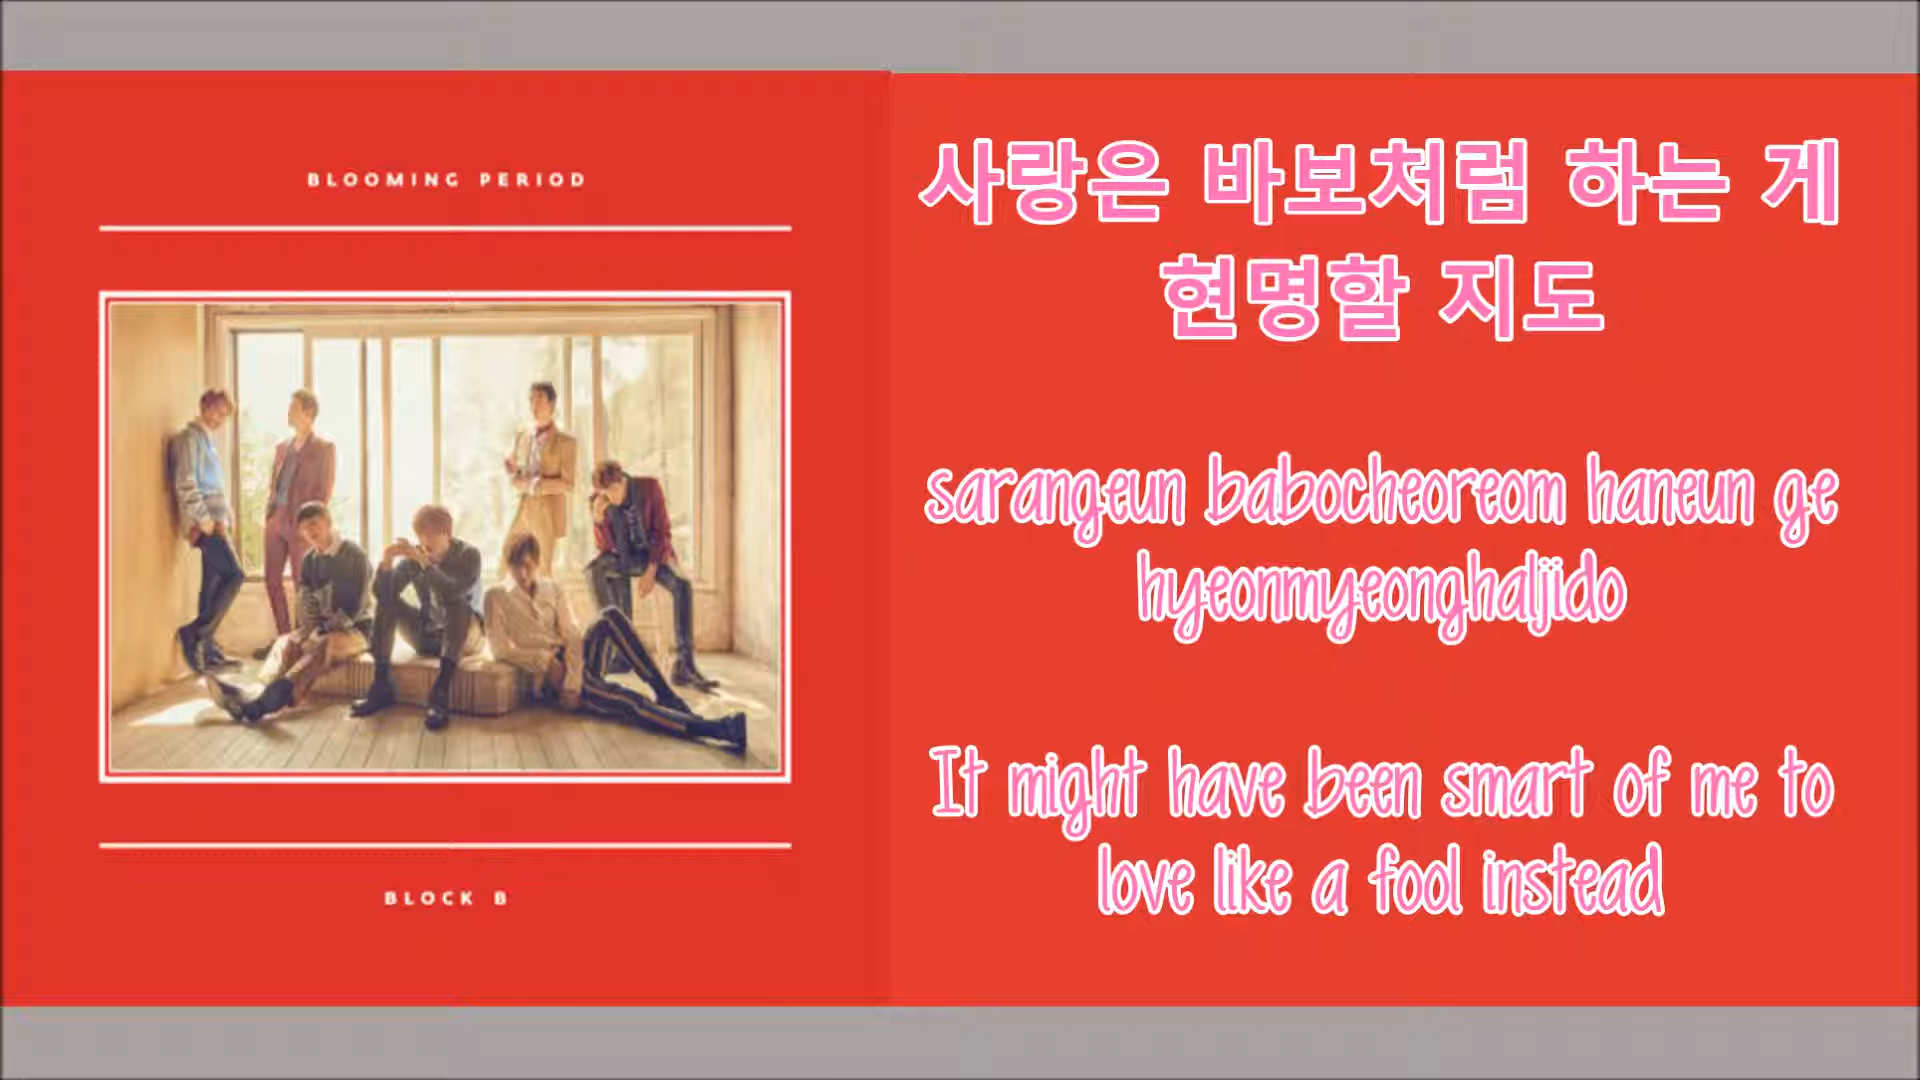 BLOOMING PERIOD
BLOCK B
사랑은 바보처럼 하는 게
현명할 지도
sarangeun babocheoreom haneun ge
hyeonmyeonghaljido
It might have been smart of me to
love like a fool instead